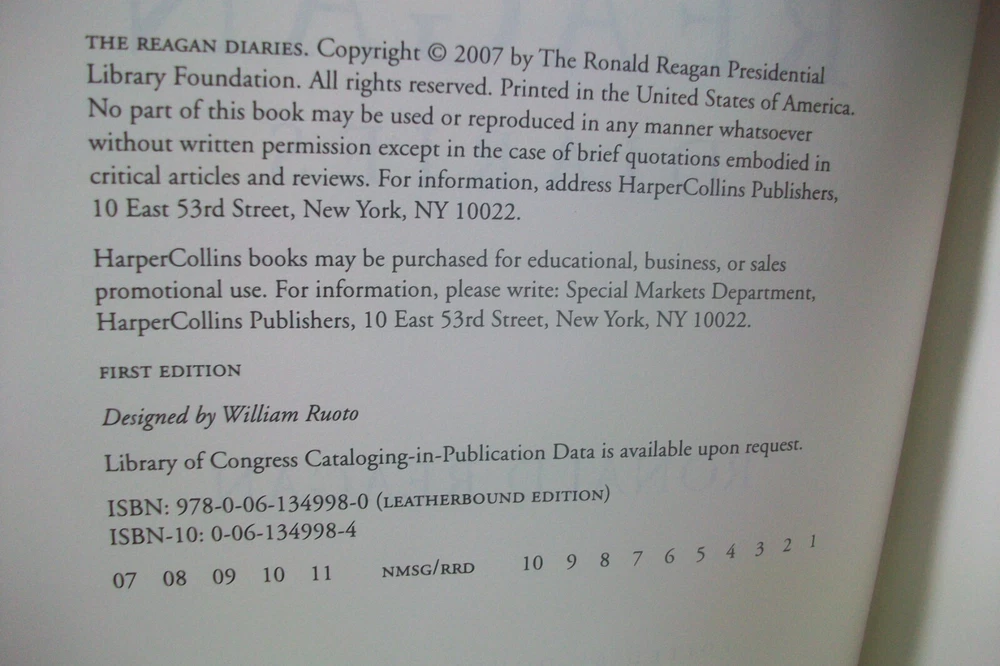 THE REAGAN DIARIES. Copyright © 2007 by The Ronald Reagan Presidential
Library Foundation. All rights reserved. Printed in the United States of America.
No part of this book may be used or reproduced in any manner whatsoever
without written permission except in the case of brief quotations embodied in
critical articles and reviews. For information, address HarperCollins Publishers,
10 East 53rd Street, New York, NY 10022.
HarperCollins books may be purchased for educational, business, or sales
promotional use. For information, please write: Special Markets Department,
HarperCollins Publishers, 10 East 53rd Street, New York, NY 10022.
FIRST EDITION
Designed by William Ruoto
Library of Congress Cataloging-in-Publication Data is available upon request.
ISBN: 978-0-06-134998-0 (LEATHERBOUND EDITION)
ISBN-10: 0-06-134998-4
07 08 09 10 11 NMSG/RRD 10 9 8 7 6 5 4 3 2 1